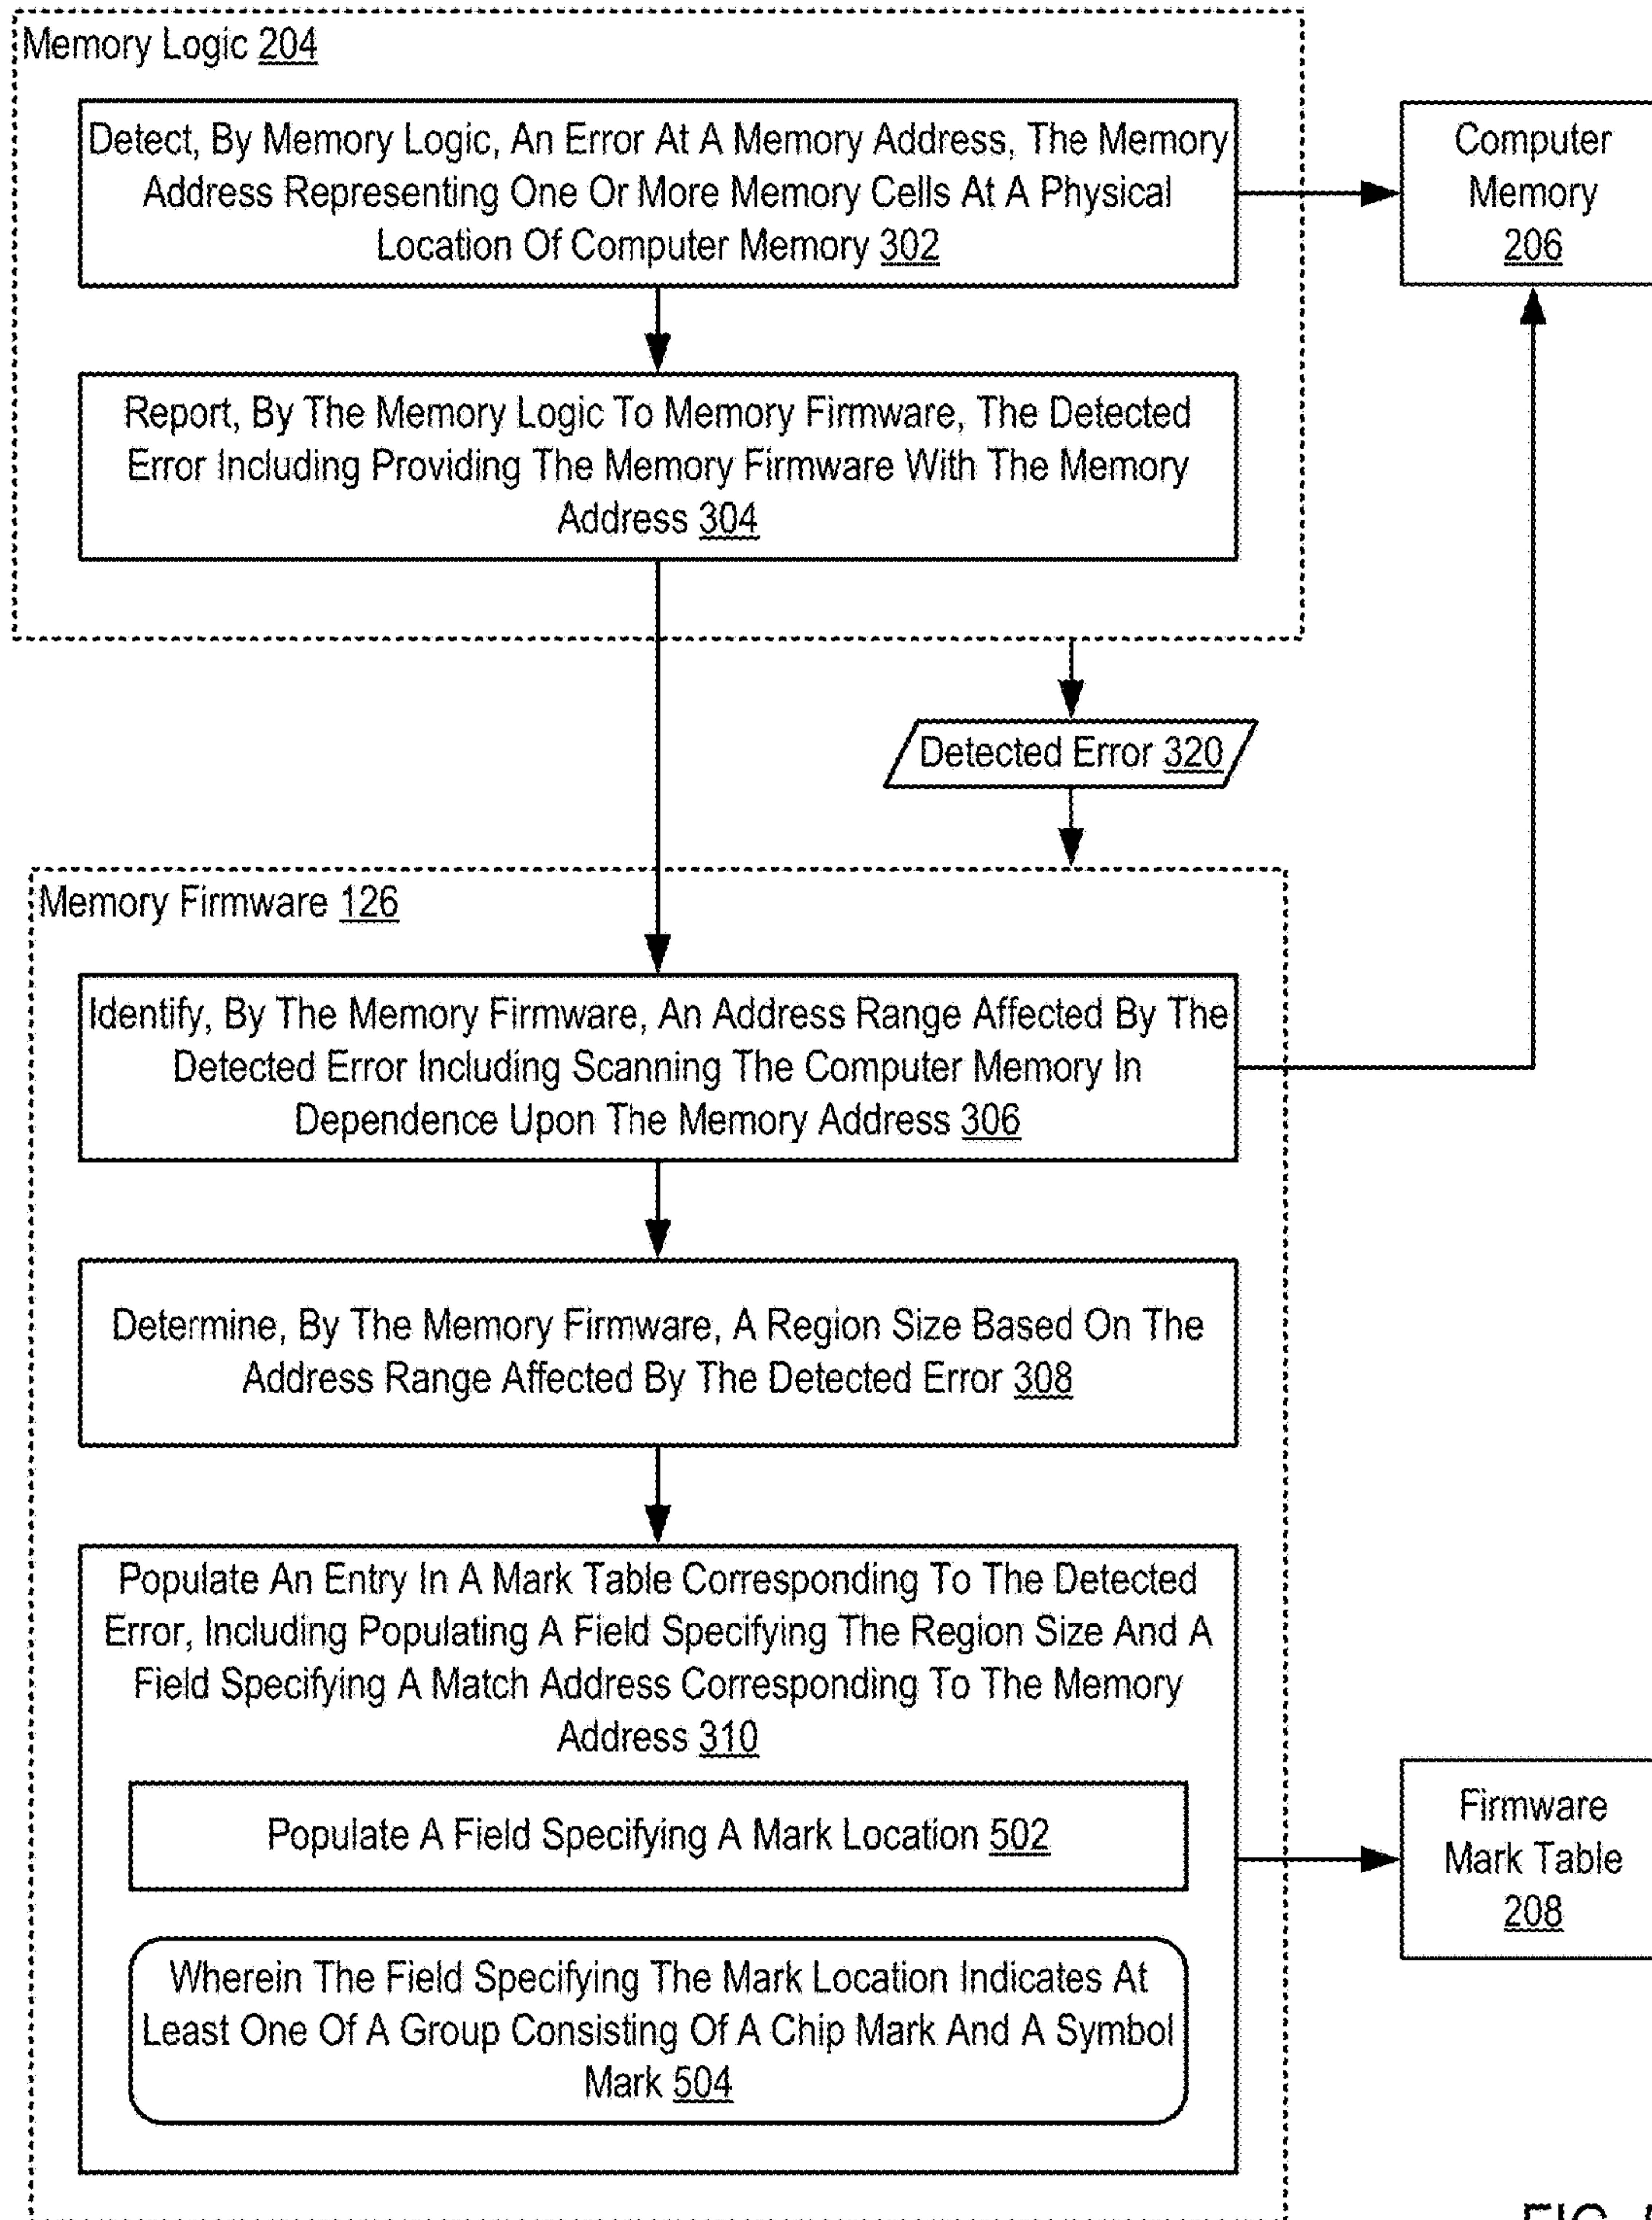 Memory Logic 204
Detect, By Memory Logic, An Error At A Memory Address, The Memory
Address Representing One Or More Memory Cells At A Physical
Location Of Computer Memory 302
Computer
Memory
206
Report, By The Memory Logic To Memory Firmware, The Detected
Error Including Providing The Memory Firmware With The Memory
Address 304
Detected Error 320
Memory Firmware 126
Identify, By The Memory Firmware, An Address Range Affected By The
Detected Error Including Scanning The Computer Memory In
Dependence Upon The Memory Address 306
Determine, By The Memory Firmware, A Region Size Based On The
Address Range Affected By The Detected Error 308
Populate An Entry In A Mark Table Corresponding To The Detected
Error, Including Populating A Field Specifying The Region Size And A
Field Specifying A Match Address Corresponding To The Memory
Address 310
Populate A Field Specifying A Mark Location 502
Firmware
Mark Table
208
Wherein The Field Specifying The Mark Location Indicates At
Least One Of A Group Consisting Of A Chip Mark And A Symbol
Mark 504
FIG.